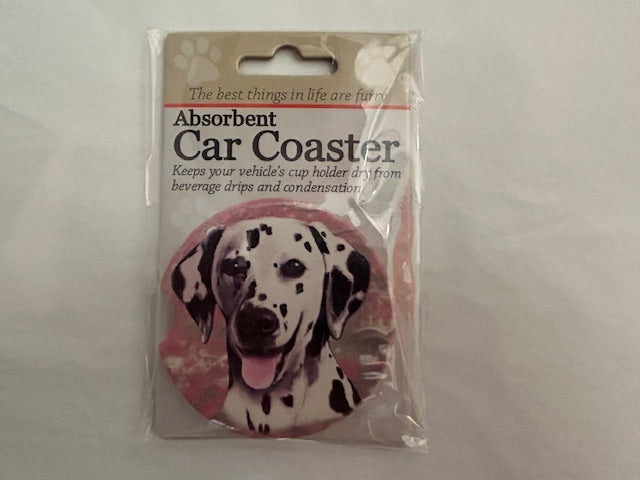 The best things in life are furry
Absorbent
Car Coaster
Keeps your vehicle's cup holder dry from
beverage drips and condensation